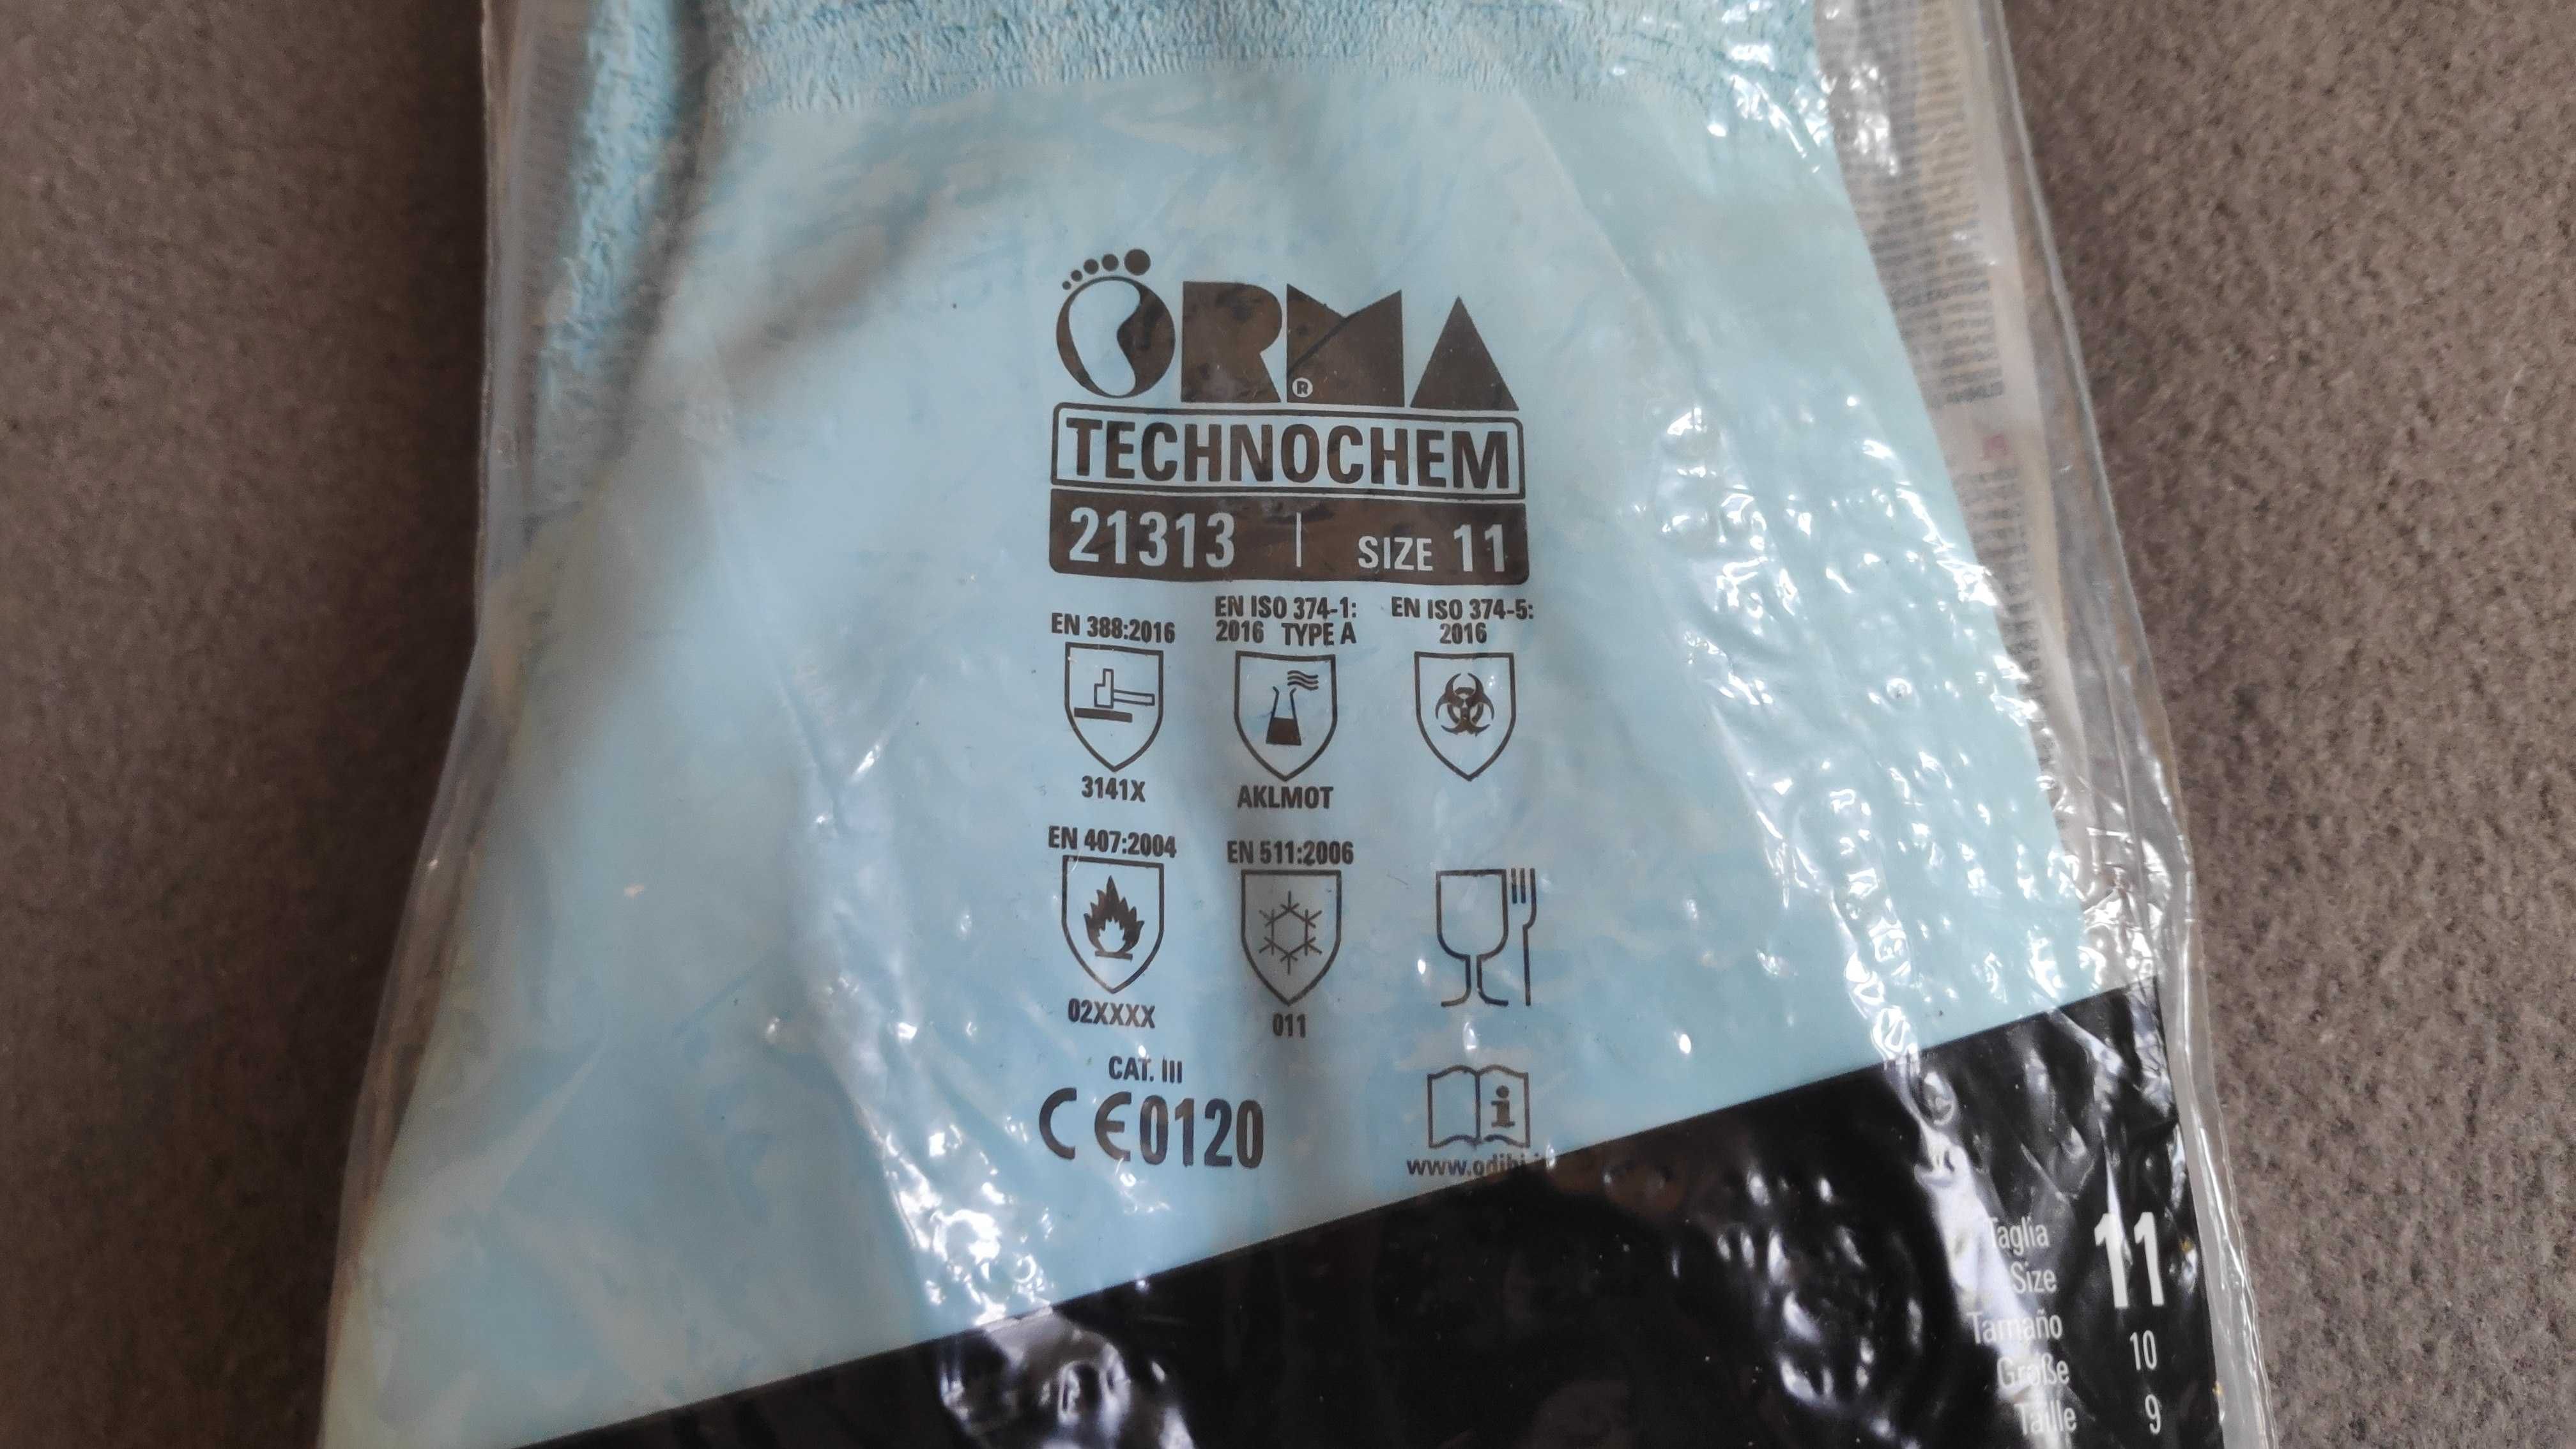 ORMA
®
TECHNOCHEM
21313 | SIZE 11
EN 388:2016
3141X
EN ISO 374-1:
2016 TYPE A
AKLMOT
EN ISO 374-5:
2016
EN 407:2004
02XXXX
EN 511:2006
011
CAT. III
CE0120
i
Taglia
Size
Tamaño
Größe
Taille
11
10
9